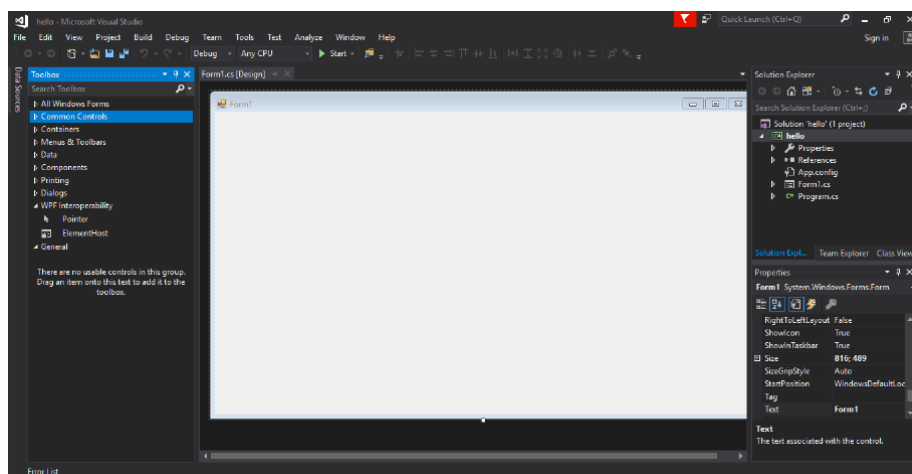 hello - Microsoft Visual Studio
Quick Launch (Ctrl+Q)
File Edit View Project Build Debug Team Tools Test Analyze Window Help
Sign in
Debug Any CPU Start
Data Sources
Toolbox
Search Toolbox
All Windows Forms
Common Controls
Containers
Menus & Toolbars
Data
Components
Printing
Dialogs
WPF Interoperability
Pointer
ElementHost
General
There are no usable controls in this group.
Drag an item onto this text to add it to the
toolbox.
Form1.cs [Design]
Form1
Solution Explorer
Search Solution Explorer (Ctrl+;)
Solution 'hello' (1 project)
hello
Properties
References
App.config
Form1.cs
Program.cs
Solution Expl... Team Explorer Class View
Properties
Form1 System.Windows.Forms.Form
RightToLeftLayout False
ShowIcon True
ShowInTaskbar True
Size 816; 489
SizeGripStyle Auto
StartPosition WindowsDefaultLoc
Tag
Text Form1
Text
The text associated with the control.
Error List